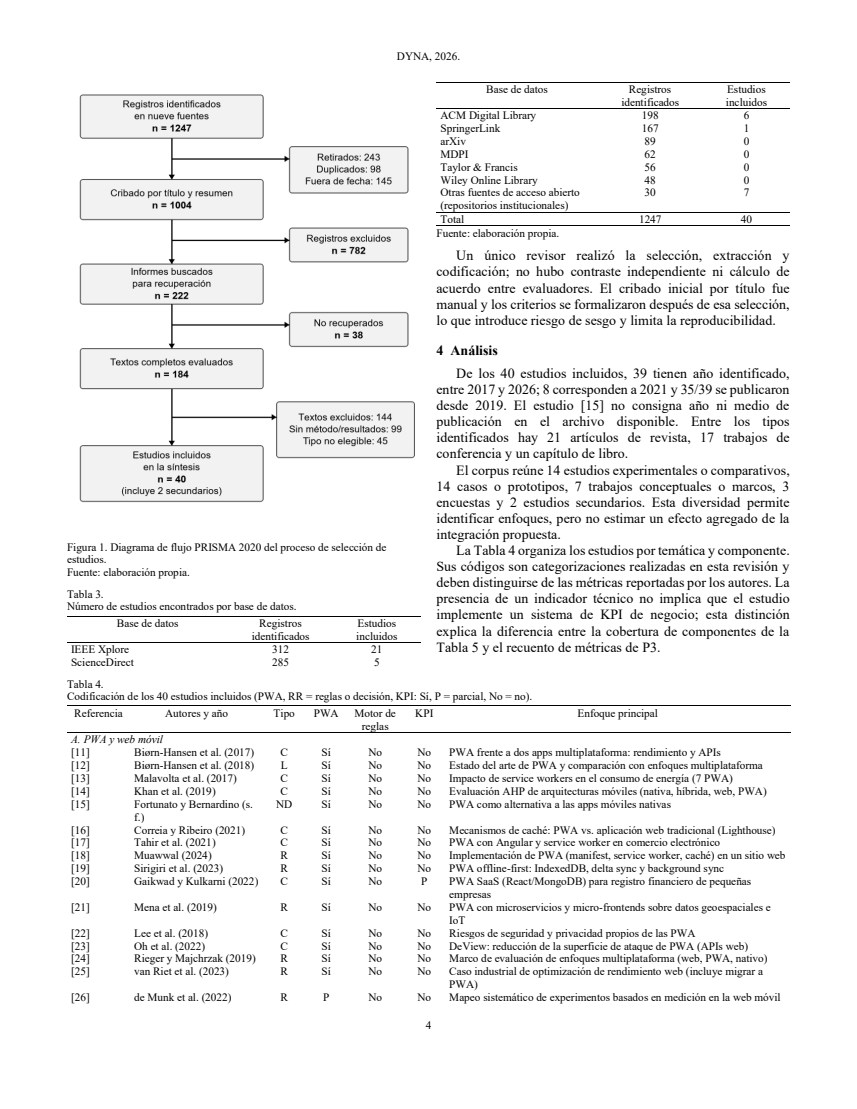 DYNA, 2026.
Registros identificados
en nueve fuentes
n = 1247
Retirados: 243
Duplicados: 98
Fuera de fecha: 145
Cribado por título y resumen
n = 1004
Registros excluidos
n = 782
Informes buscados
para recuperación
n = 222
No recuperados
n = 38
Textos completos evaluados
n = 184
Textos excluidos: 144
Sin método/resultados: 99
Tipo no elegible: 45
Estudios incluidos
en la síntesis
n = 40
(incluye 2 secundarios)
Figura 1. Diagrama de flujo PRISMA 2020 del proceso de selección de
estudios.
Fuente: elaboración propia.
Tabla 3.
Número de estudios encontrados por base de datos.
Base de datos Registros identificados Estudios incluidos
IEEE Xplore 312 21
ScienceDirect 285 5
Base de datos Registros identificados Estudios incluidos
ACM Digital Library 198 6
SpringerLink 167 1
arXiv 89 0
MDPI 62 0
Taylor & Francis 56 0
Wiley Online Library 48 0
Otras fuentes de acceso abierto 30 7
(repositorios institucionales)
Total 1247 40
Fuente: elaboración propia.
Un único revisor realizó la selección, extracción y
codificación; no hubo contraste independiente ni cálculo de
acuerdo entre evaluadores. El cribado inicial por título fue
manual y los criterios se formalizaron después de esa selección,
lo que introduce riesgo de sesgo y limita la reproducibilidad.
4 Análisis
De los 40 estudios incluidos, 39 tienen año identificado,
entre 2017 y 2026; 8 corresponden a 2021 y 35/39 se publicaron
desde 2019. El estudio [15] no consigna año ni medio de
publicación en el archivo disponible. Entre los tipos
identificados hay 21 artículos de revista, 17 trabajos de
conferencia y un capítulo de libro.
El corpus reúne 14 estudios experimentales o comparativos,
14 casos o prototipos, 7 trabajos conceptuales o marcos, 3
encuestas y 2 estudios secundarios. Esta diversidad permite
identificar enfoques, pero no estimar un efecto agregado de la
integración propuesta.
La Tabla 4 organiza los estudios por temática y componente.
Sus códigos son categorizaciones realizadas en esta revisión y
deben distinguirse de las métricas reportadas por los autores. La
presencia de un indicador técnico no implica que el estudio
implemente un sistema de KPI de negocio; esta distinción
explica la diferencia entre la cobertura de componentes de la
Tabla 5 y el recuento de métricas de P3.
Tabla 4.
Codificación de los 40 estudios incluidos (PWA, RR = reglas o decisión, KPI: Sí, P = parcial, No = no).
Referencia Autores y año Tipo PWA Motor de reglas KPI Enfoque principal
A. PWA y web móvil
[11] Biørn-Hansen et al. (2017) C Sí No No PWA frente a dos apps multiplataforma: rendimiento y APIs
[12] Biørn-Hansen et al. (2018) L Sí No No Estado del arte de PWA y comparación con enfoques multiplataforma
[13] Malavolta et al. (2017) C Sí No No Impacto de service workers en el consumo de energía (7 PWA)
[14] Khan et al. (2019) C Sí No No Evaluación AHP de arquitecturas móviles (nativa, híbrida, web, PWA)
[15] Fortunato y Bernardino (s. ND Sí No No PWA como alternativa a las apps móviles nativas
f.)
[16] Correia y Ribeiro (2021) C Sí No No Mecanismos de caché: PWA vs. aplicación web tradicional (Lighthouse)
[17] Tahir et al. (2021) C Sí No No PWA con Angular y service worker en comercio electrónico
[18] Muawwal (2024) R Sí No No Implementación de PWA (manifest, service worker, caché) en un sitio web
[19] Sirigiri et al. (2023) R Sí No No PWA offline-first: IndexedDB, delta sync y background sync
[20] Gaikwad y Kulkarni (2022) C Sí No P PWA SaaS (React/MongoDB) para registro financiero de pequeñas
empresas
[21] Mena et al. (2019) R Sí No No PWA con microservicios y micro-frontends sobre datos geoespaciales e
IoT
[22] Lee et al. (2018) C Sí No No Riesgos de seguridad y privacidad propios de las PWA
[23] Oh et al. (2022) C Sí No No DeView: reducción de la superficie de ataque de PWA (APIs web)
[24] Rieger y Majchrzak (2019) R Sí No No Marco de evaluación de enfoques multiplataforma (web, PWA, nativo)
[25] van Riet et al. (2023) R Sí No No Caso industrial de optimización de rendimiento web (incluye migrar a
PWA)
[26] de Munk et al. (2022) R P No No Mapeo sistemático de experimentos basados en medición en la web móvil
4